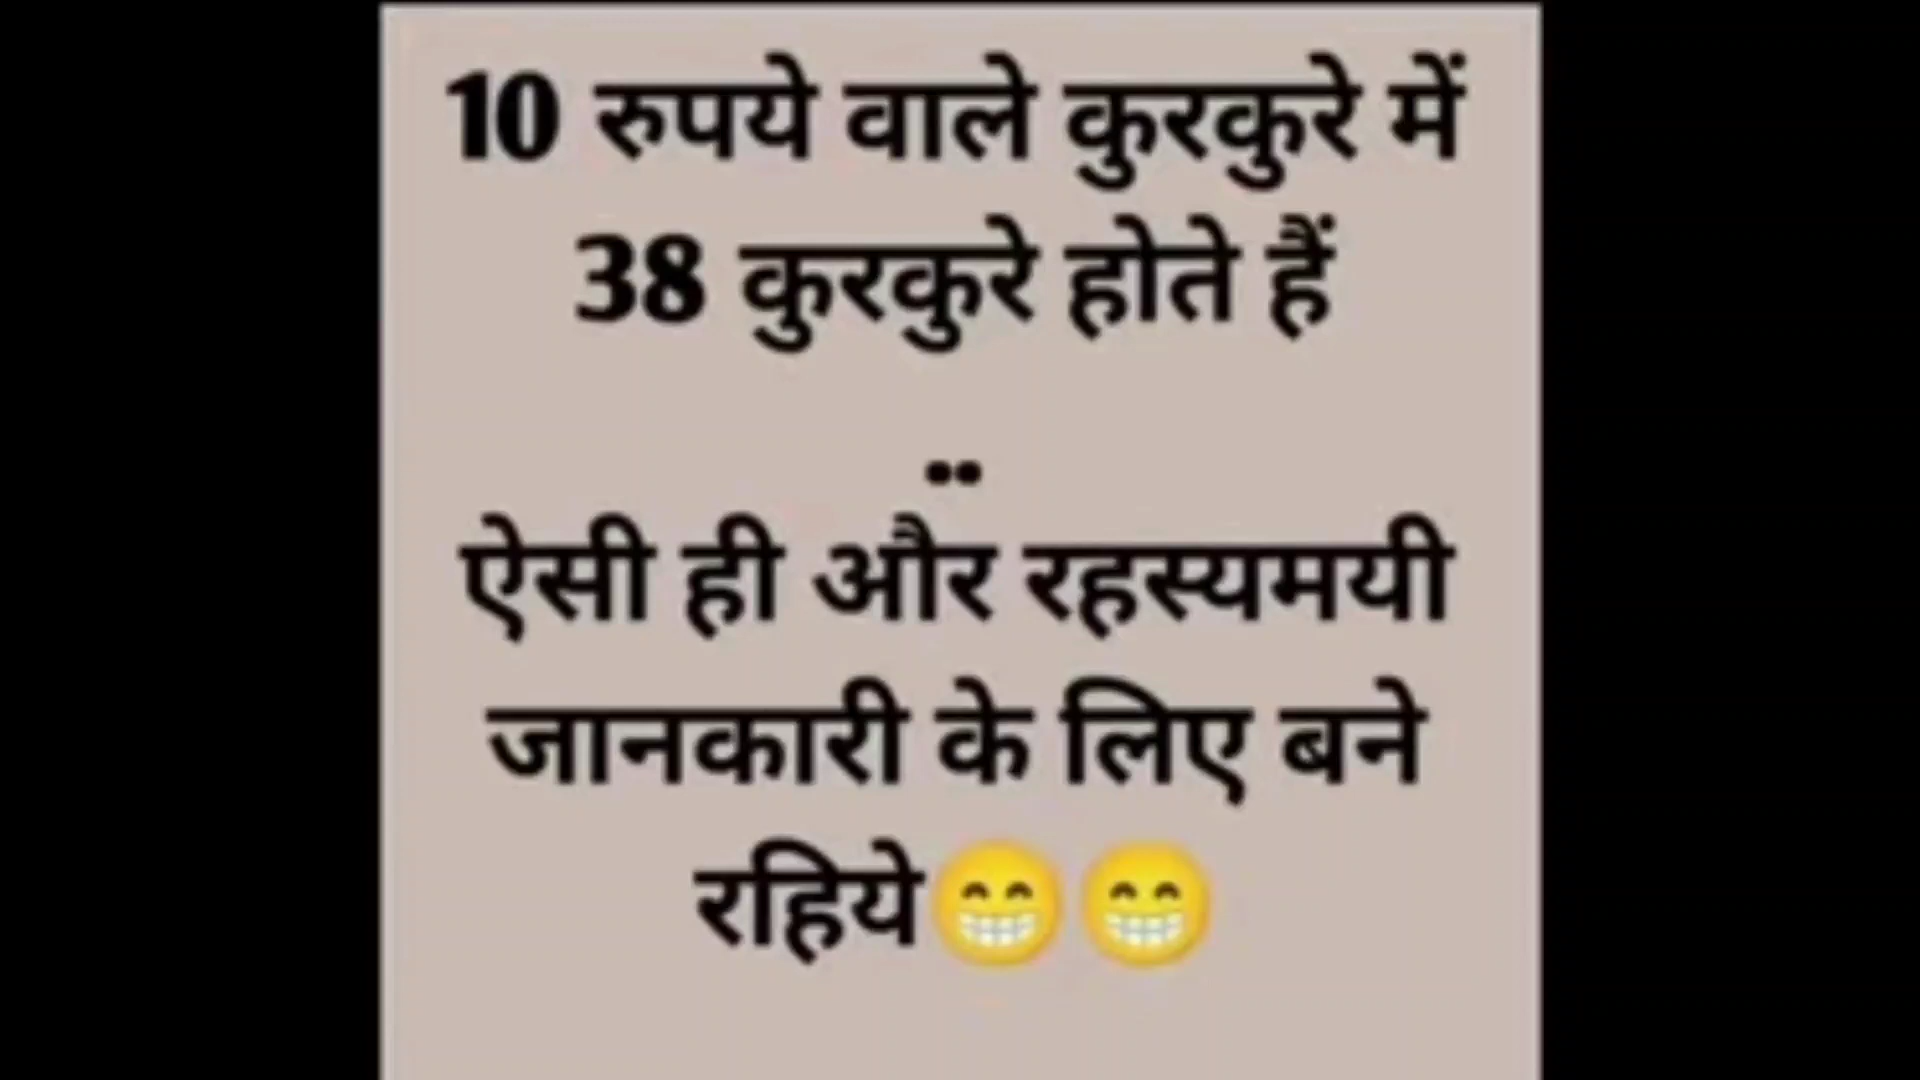 10 रुपये वाले कुरकुरे में
38 कुरकुरे होते हैं
..
ऐसी ही और रहस्यमयी
जानकारी के लिए बने
रहिये😁😁